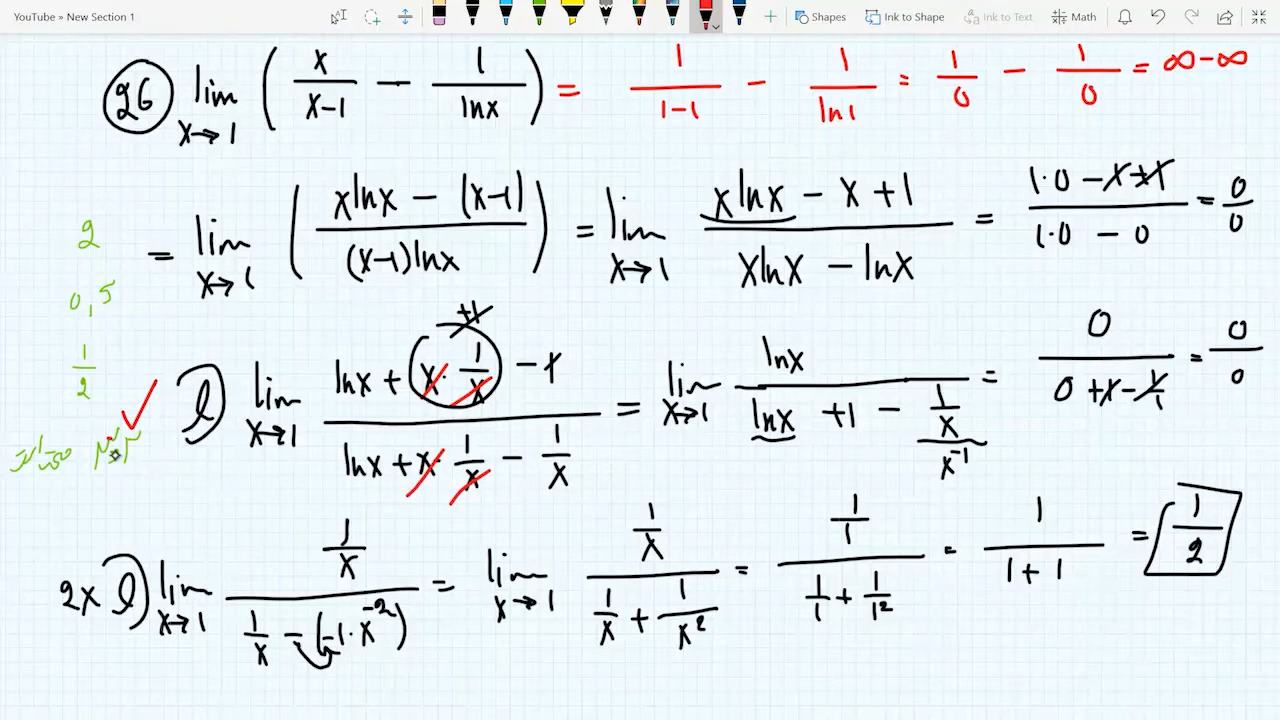 YouTube » New Section 1
Shapes Ink to Shape Ink to Text Math
26 lim x→1 ( x/(x-1) - 1/lnx ) = 1/(1-1) - 1/ln1 = 1/0 - 1/0 = ∞-∞
= lim x→1 ( (xlnx - (x-1))/((x-1)lnx) ) = lim x→1 (xlnx - x + 1)/(xlnx - lnx) = (1·0 - 1 + 1)/(1·0 - 0) = 0/0
2
0,5
1/2
+1
l) lim x→1 (lnx + x·1/x - 1)/(lnx + x·1/x - 1/x) = lim x→1 lnx/(lnx + 1 - 1/x) = 0/(0 + 1 - 1/1) = 0/0
x^-1
2x l) lim x→1 (1/x)/(1/x - (-1·x^-2)) = lim x→1 (1/x)/(1/x + 1/x²) = (1/1)/(1/1 + 1/1²) = 1/(1+1) = 1/2